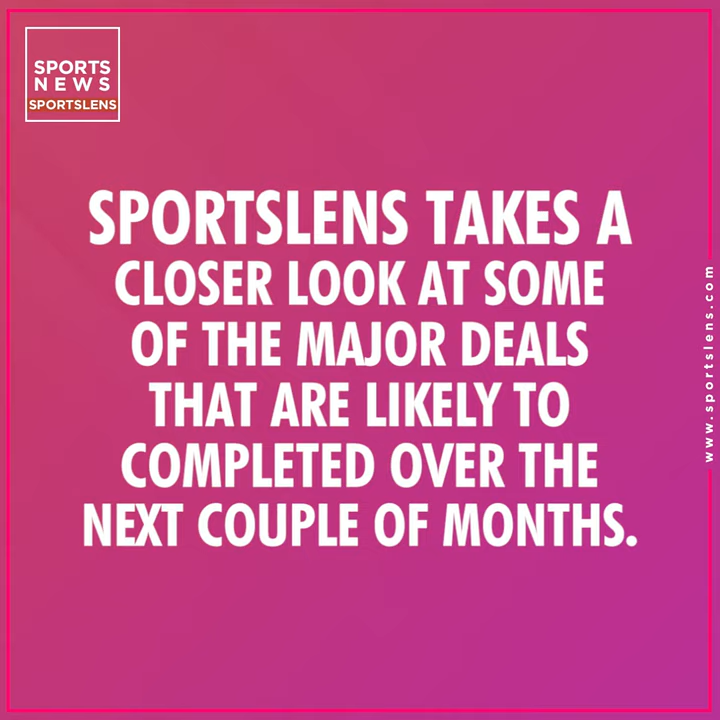 SPORTS
NEWS
SPORTSLENS
SPORTSLENS TAKES A
CLOSER LOOK AT SOME
OF THE MAJOR DEALS
THAT ARE LIKELY TO
COMPLETED OVER THE
NEXT COUPLE OF MONTHS.
www.sportslens.com